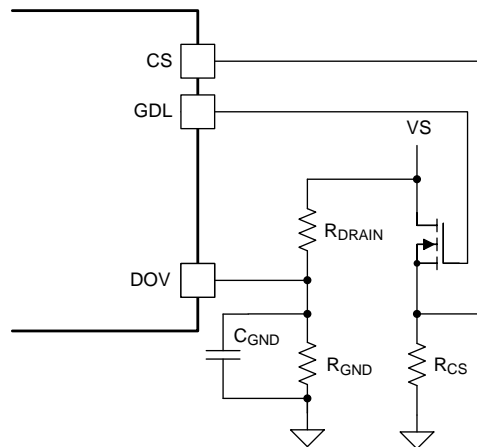 CS
GDL
VS
RDRAIN
DOV
CGND
RGND
RCS